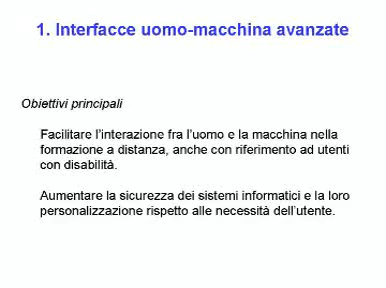 1. Interfacce uomo-macchina avanzate
Obiettivi principali
Facilitare l'interazione fra l'uomo e la macchina nella
formazione a distanza, anche con riferimento ad utenti
con disabilità.
Aumentare la sicurezza dei sistemi informatici e la loro
personalizzazione rispetto alle necessità dell'utente.